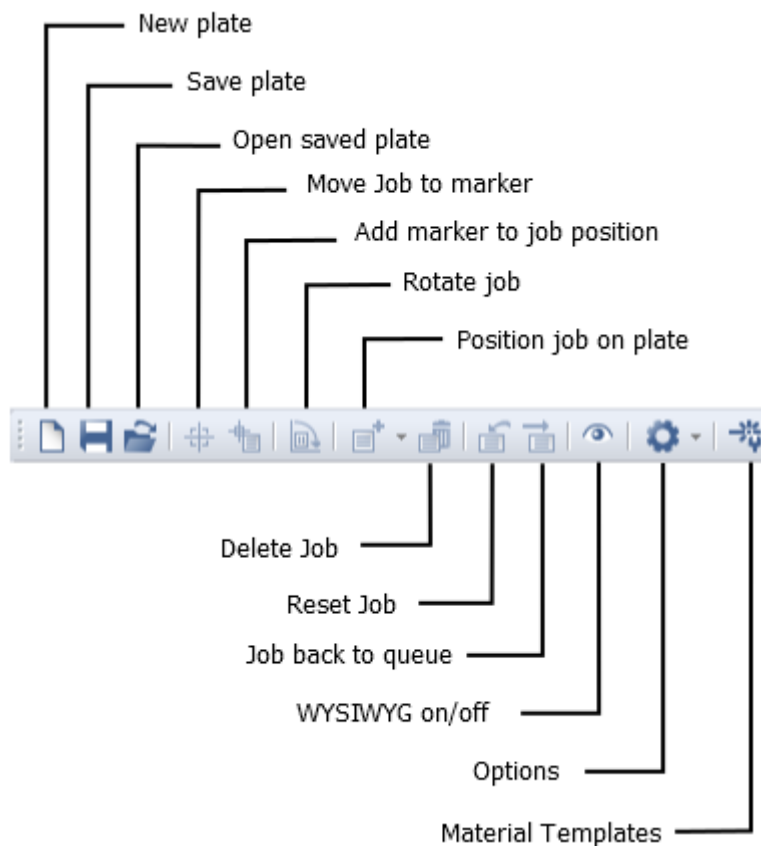 New plate
Save plate
Open saved plate
Move Job to marker
Add marker to job position
Rotate job
Position job on plate
Delete Job
Reset Job
Job back to queue
WYSIWYG on/off
Options
Material Templates